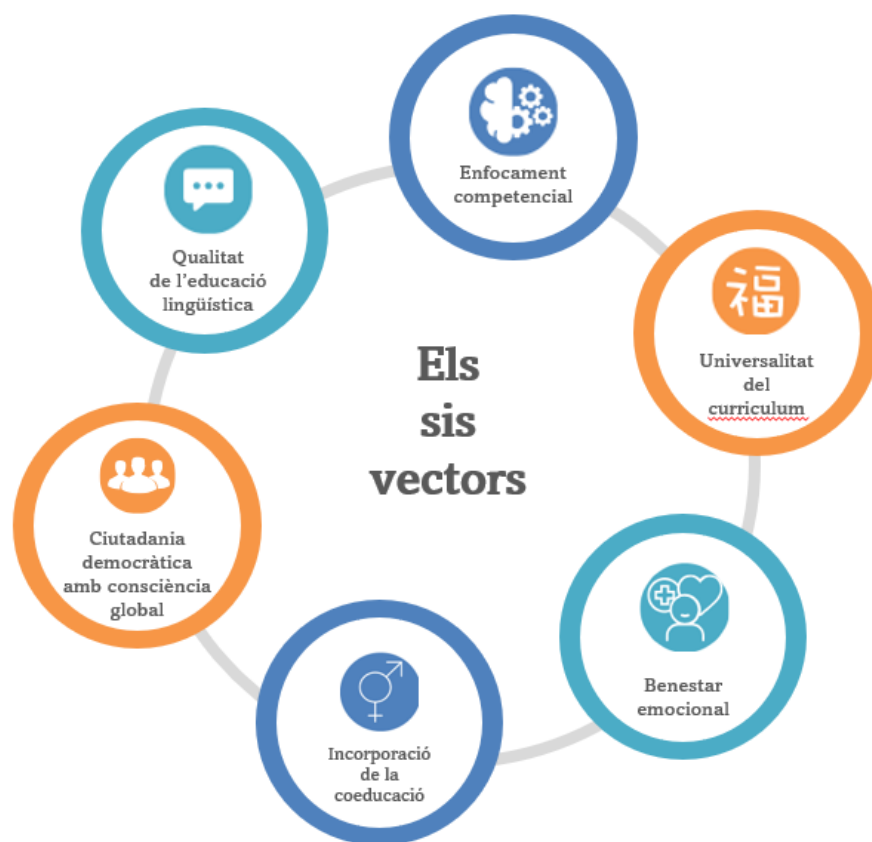 Els
sis
vectors
Enfocament
competencial
福
Universalitat
del
curriculum
Benestar
emocional
Incorporació
de la
coeducació
Ciutadania
democràtica
amb consciència
global
Qualitat
de l'educació
lingüística